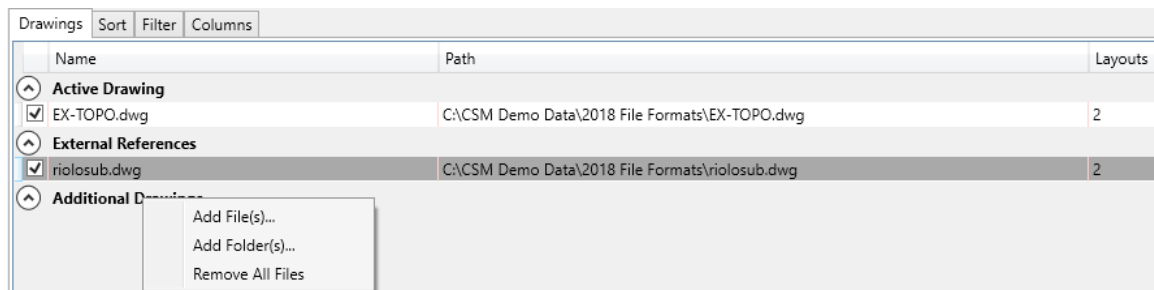 Drawings Sort Filter Columns
Name Path Layouts
Active Drawing
EX-TOPO.dwg C:\CSM Demo Data\2018 File Formats\EX-TOPO.dwg 2
External References
riolosub.dwg C:\CSM Demo Data\2018 File Formats\riolosub.dwg 2
Additional Drawings
Add File(s)...
Add Folder(s)...
Remove All Files